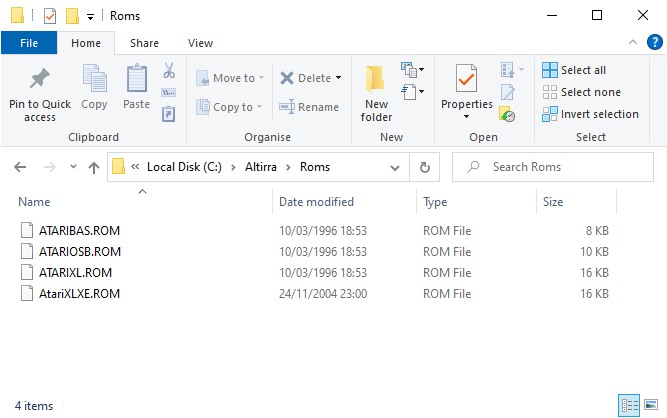 Roms
File Home Share View
Pin to Quick access
Copy
Paste
Move to
Copy to
Delete
Rename
New folder
Properties
Select all
Select none
Invert selection
Clipboard Organise New Open Select
Local Disk (C:) Altirra Roms Search Roms
Name Date modified Type Size
ATARIBAS.ROM 10/03/1996 18:53 ROM File 8 KB
ATARIOSB.ROM 10/03/1996 18:53 ROM File 10 KB
ATARIXL.ROM 10/03/1996 18:53 ROM File 16 KB
AtariXLXE.ROM 24/11/2004 23:00 ROM File 16 KB
4 items